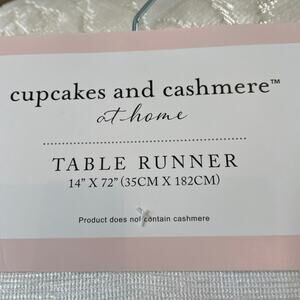 cupcakes and cashmere™
at home
TABLE RUNNER
14" X 72" (35CM X 182CM)
Product does not contain cashmere